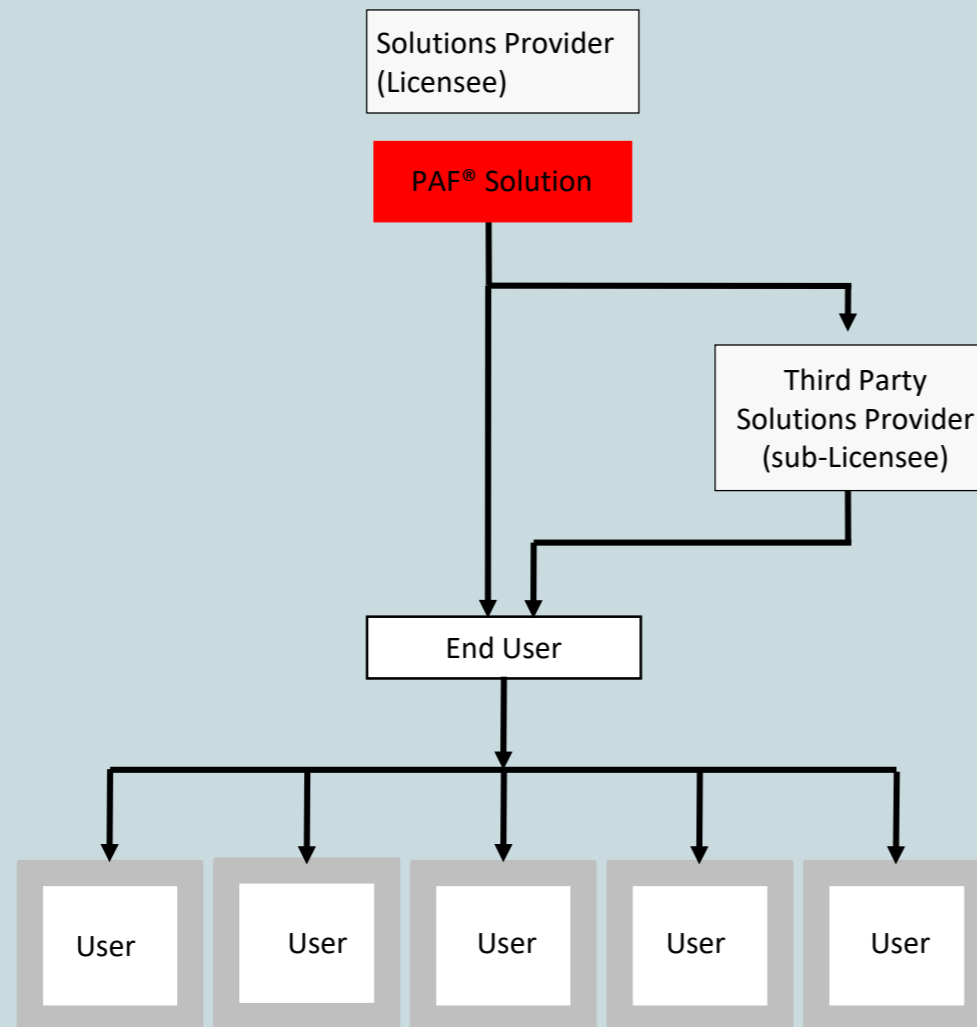 Solutions Provider
(Licensee)
PAF® Solution
Third Party
Solutions Provider
(sub-Licensee)
End User
User
User
User
User
User